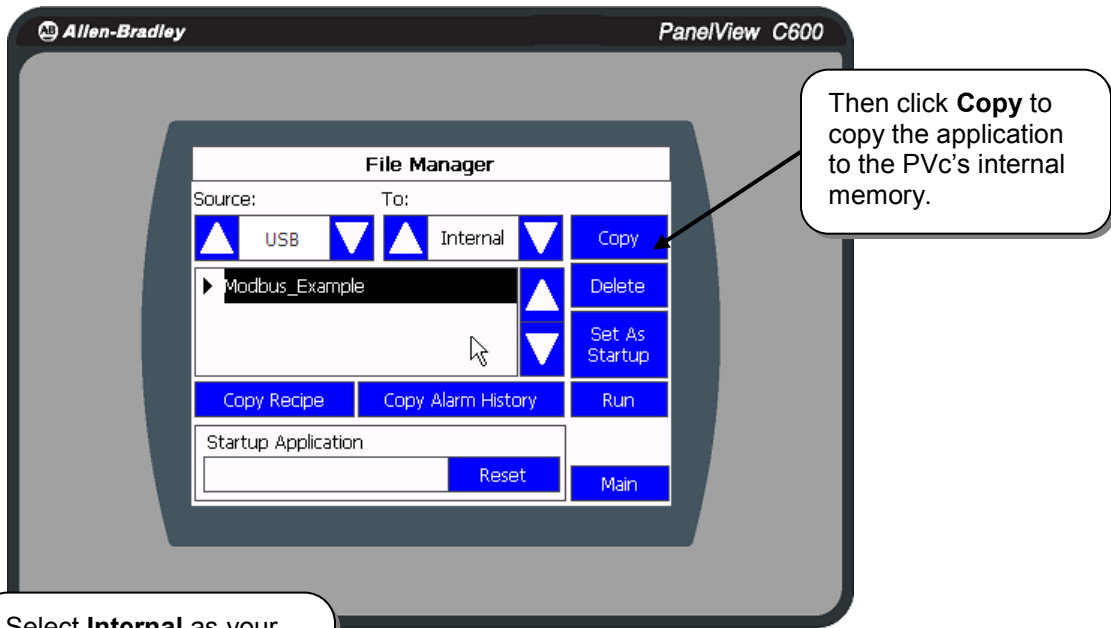 Allen-Bradley
PanelView C600
Then click Copy to
copy the application
to the PVc's internal
memory.
File Manager
Source:
To:
USB
Internal
Copy
Modbus_Example
Delete
Set As
Startup
Copy Recipe
Copy Alarm History
Run
Startup Application
Reset
Main
Select Internal as your